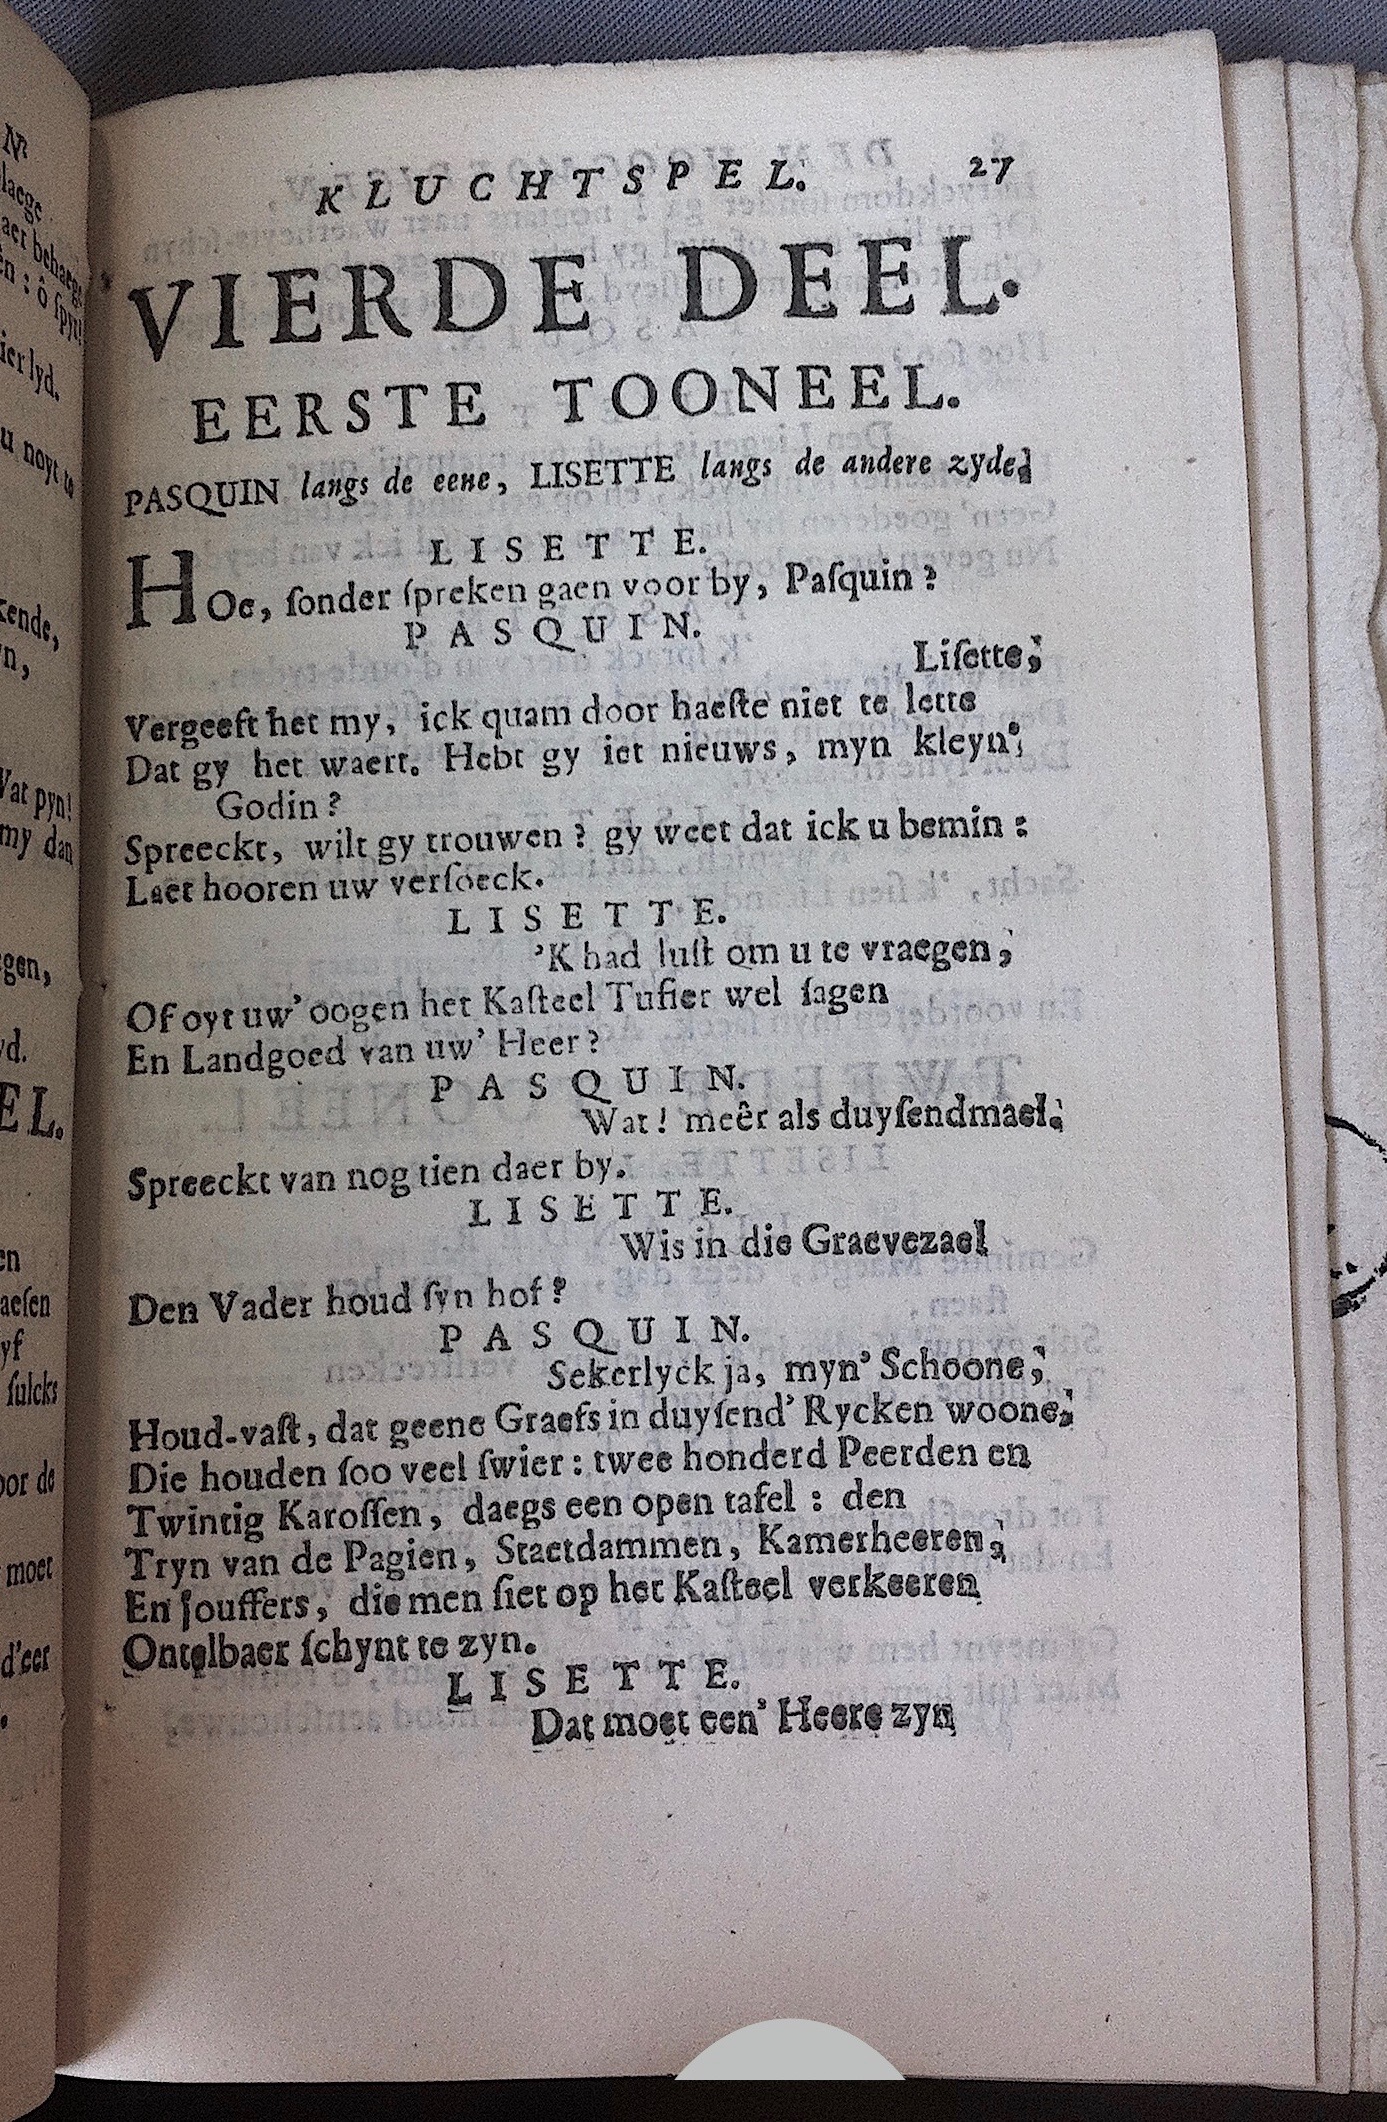 KLUCHTSPEL. 27
VIERDE DEEL.
EERSTE TOONEEL.
PASQUIN langs de eene, LISETTE langs de andere zyde.
LISETTE.
HOe, ſonder ſpreken gaen voor by, Paſquin?
PASQUIN.
Liſette,
Vergeeft het my, ick quam door haeſte niet te lette
Dat gy het waert. Hebt gy iet nieuws, myn kleyn'
Godin?
Spreeckt, wilt gy trouwen? gy weet dat ick u bemin:
Laet hooren uw verſoeck.
LISETTE.
'K had luſt om u te vraegen,
Of oyt uw' oogen het Kaſteel Tufier wel ſagen
En Landgoed van uw' Heer?
PASQUIN.
Wat! meêr als duyſendmael.
Spreeckt van nog tien daer by.
LISETTE.
Wis in die Graevezael
Den Vader houd ſyn hof?
PASQUIN.
Sekerlyck ja, myn' Schoone,
Houd-vaſt, dat geene Graefs in duyſend' Rycken woone,
Die houden ſoo veel ſwier: twee honderd Peerden en
Twintig Karoſſen, daegs een open tafel: den
Tryn van de Pagien, Staetdammen, Kamerheeren,
En Jouffers, die men ſiet op het Kaſteel verkeeren
Ontelbaer ſchynt te zyn.
LISETTE.
Dat moet een' Heere zyn